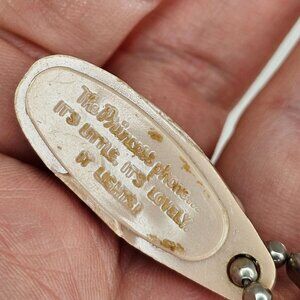 The Princess phone...
IT'S LITTLE, IT'S LOVELY,
IT LIGHTS!